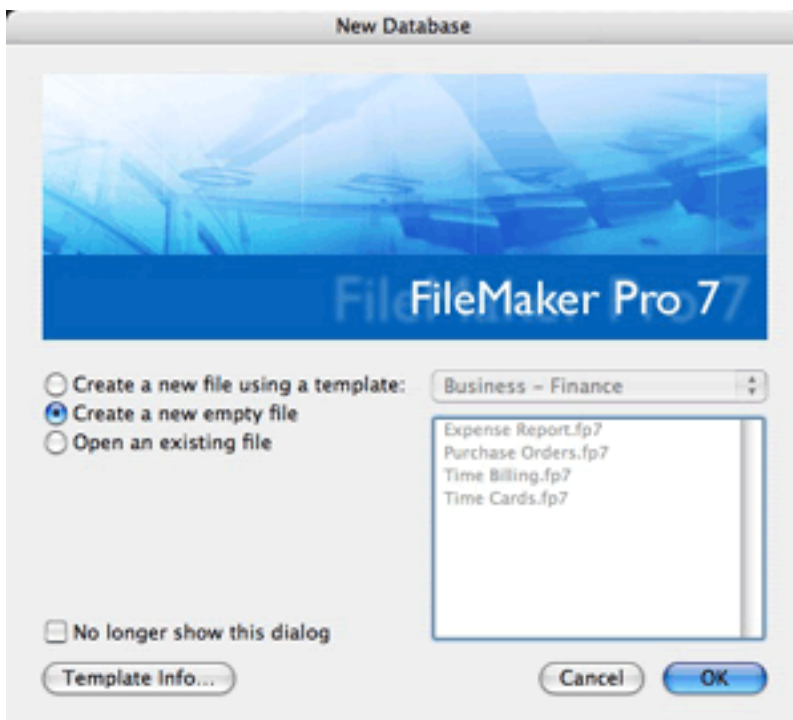 New Database
FileMaker Pro 7
Create a new file using a template:
Business – Finance
Create a new empty file
Open an existing file
Expense Report.fp7
Purchase Orders.fp7
Time Billing.fp7
Time Cards.fp7
No longer show this dialog
Template Info...
Cancel
OK